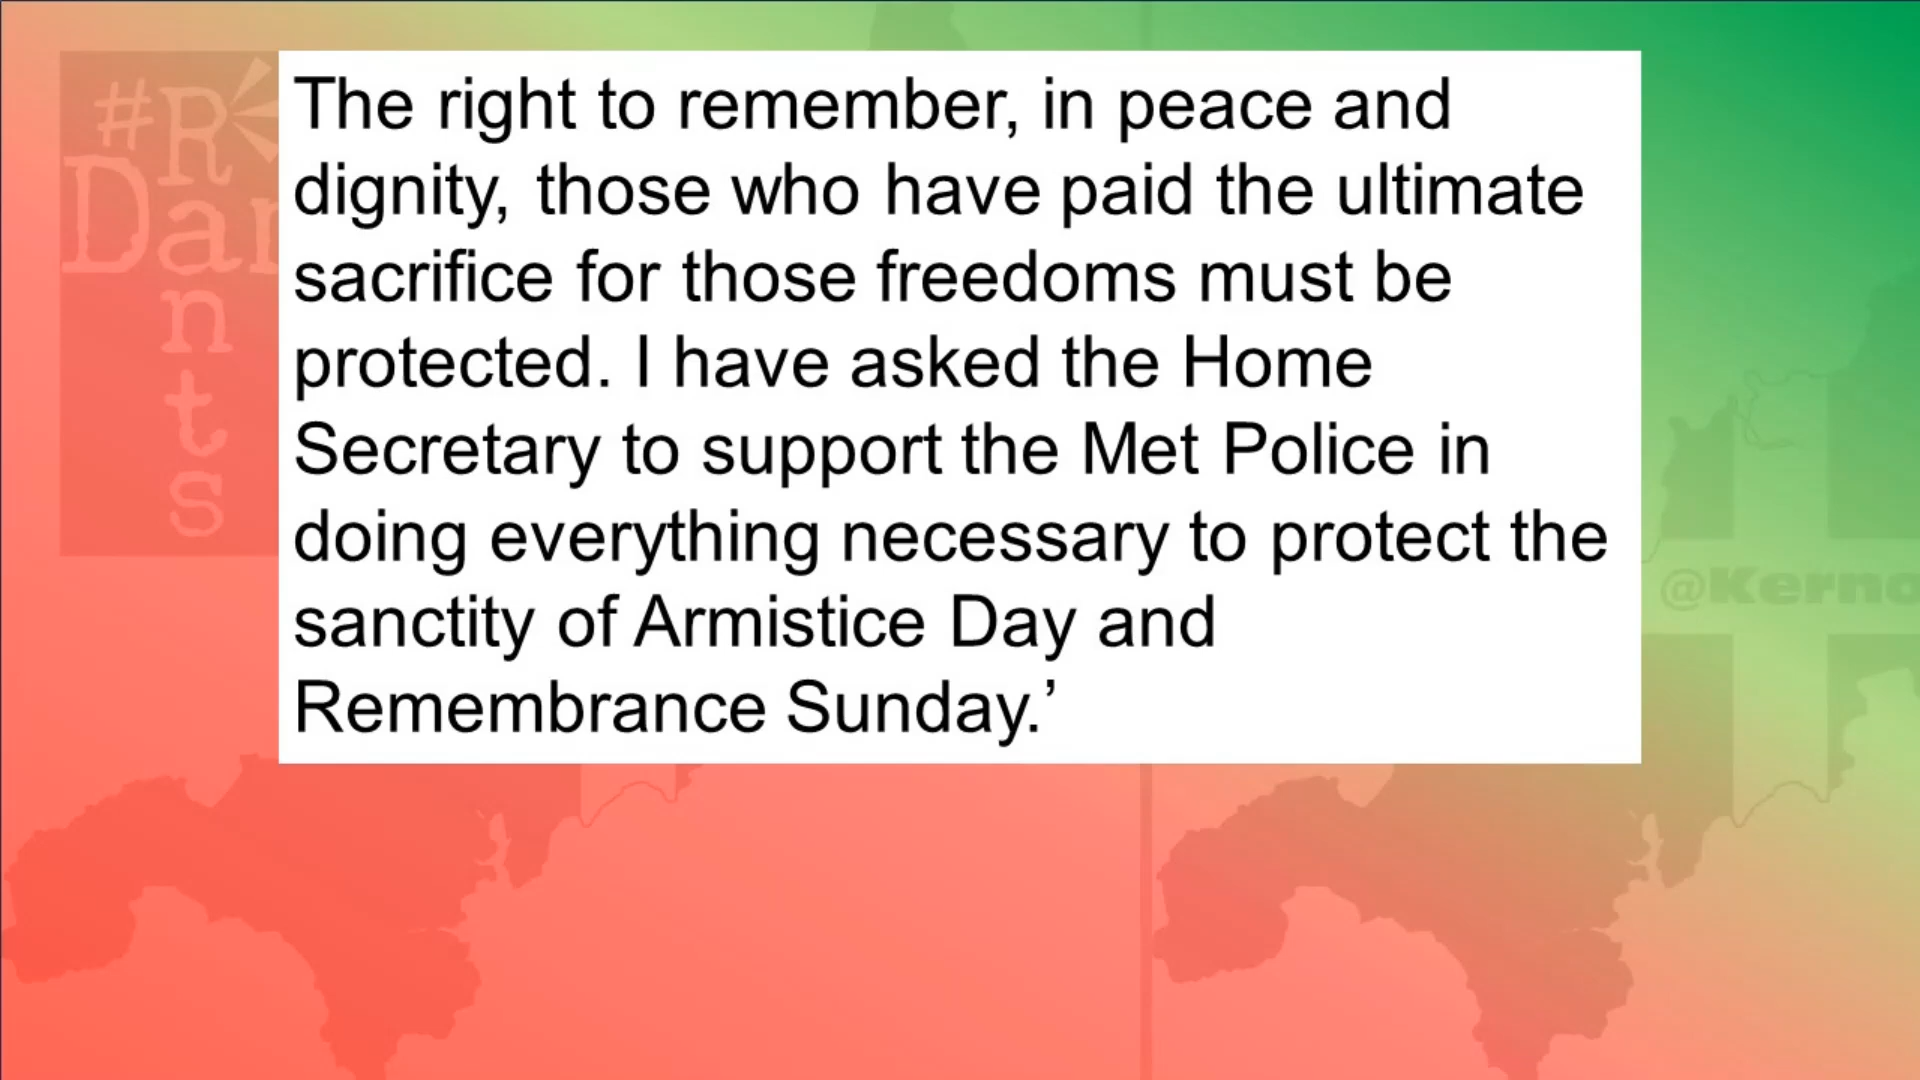 The right to remember, in peace and
dignity, those who have paid the ultimate
sacrifice for those freedoms must be
protected. I have asked the Home
Secretary to support the Met Police in
doing everything necessary to protect the
sanctity of Armistice Day and
Remembrance Sunday.’